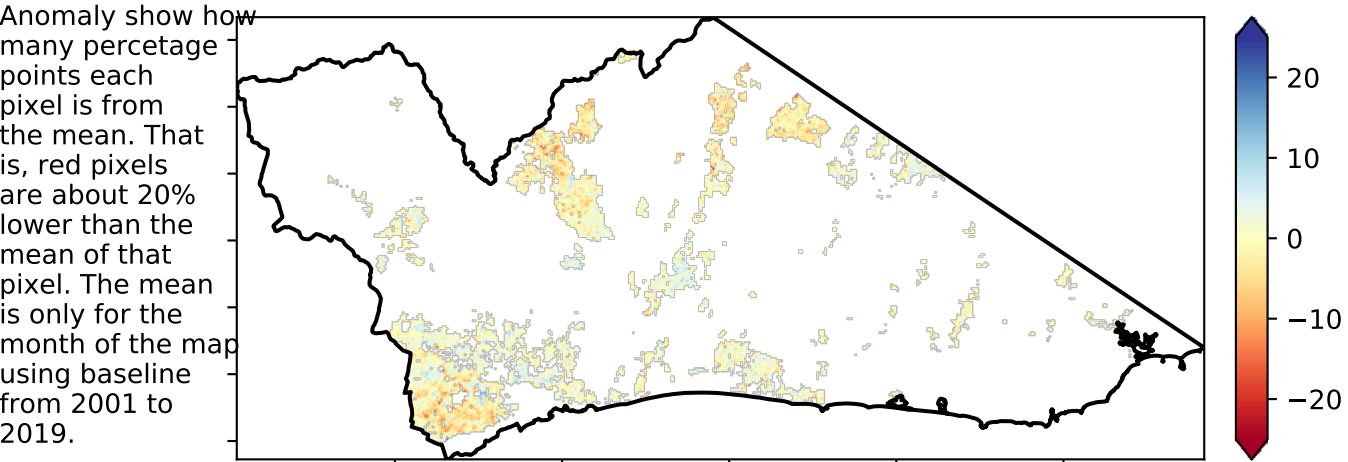 Anomaly show how
many percetage
points each
pixel is from
the mean. That
is, red pixels
are about 20%
lower than the
mean of that
pixel. The mean
is only for the
month of the map
using baseline
from 2001 to
2019.
20
10
0
−10
−20